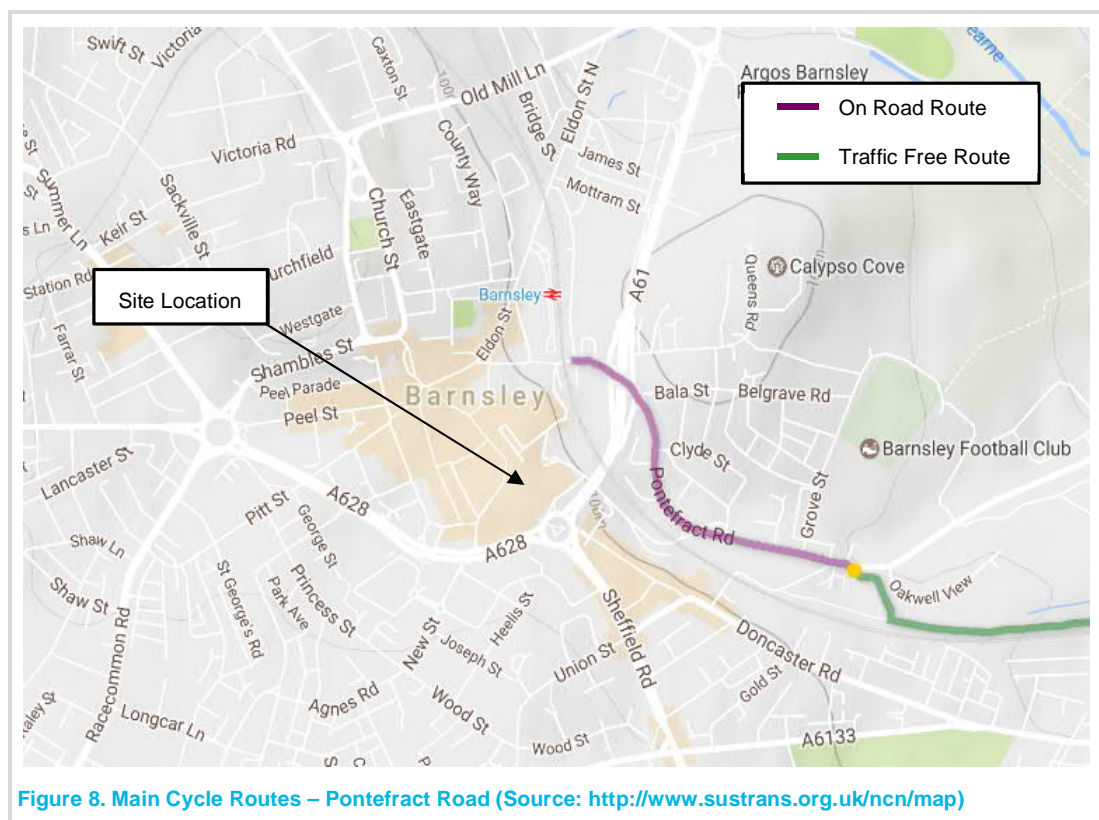 Swift St
Victoria
Caxton St
100m
Old Mill Ln
Bridge St
Eldon St N
Argos Barnsley
earne
On Road Route
Traffic Free Route
Victoria Rd
County Way
James St
Mottram St
Summer Ln
Keir St
Sackville St
Church St
Eastgate
Station Rd
urchfield
Site Location
Barnsley
A61
Queens Rd
Calypso Cove
Farrar St
Westgate
Shambles St
Eldon St
Peel Parade
Peel St
Barnsley
Bala St
Belgrave Rd
Clyde St
Barnsley Football Club
Lancaster St
Pitt St
A628
George St
Pontefract Rd
Grove St
A628
Shaw Ln
Shaw St
St George's Rd
Park Ave
Princess St
New St
Joseph St
Heelis St
Sheffield Rd
Union St
Doncaster Rd
Oakwell View
Gold St
Racecommon Rd
Longcar Ln
Agnes Rd
Wood St
Wood St
A6133
Figure 8. Main Cycle Routes – Pontefract Road (Source: http://www.sustrans.org.uk/ncn/map)